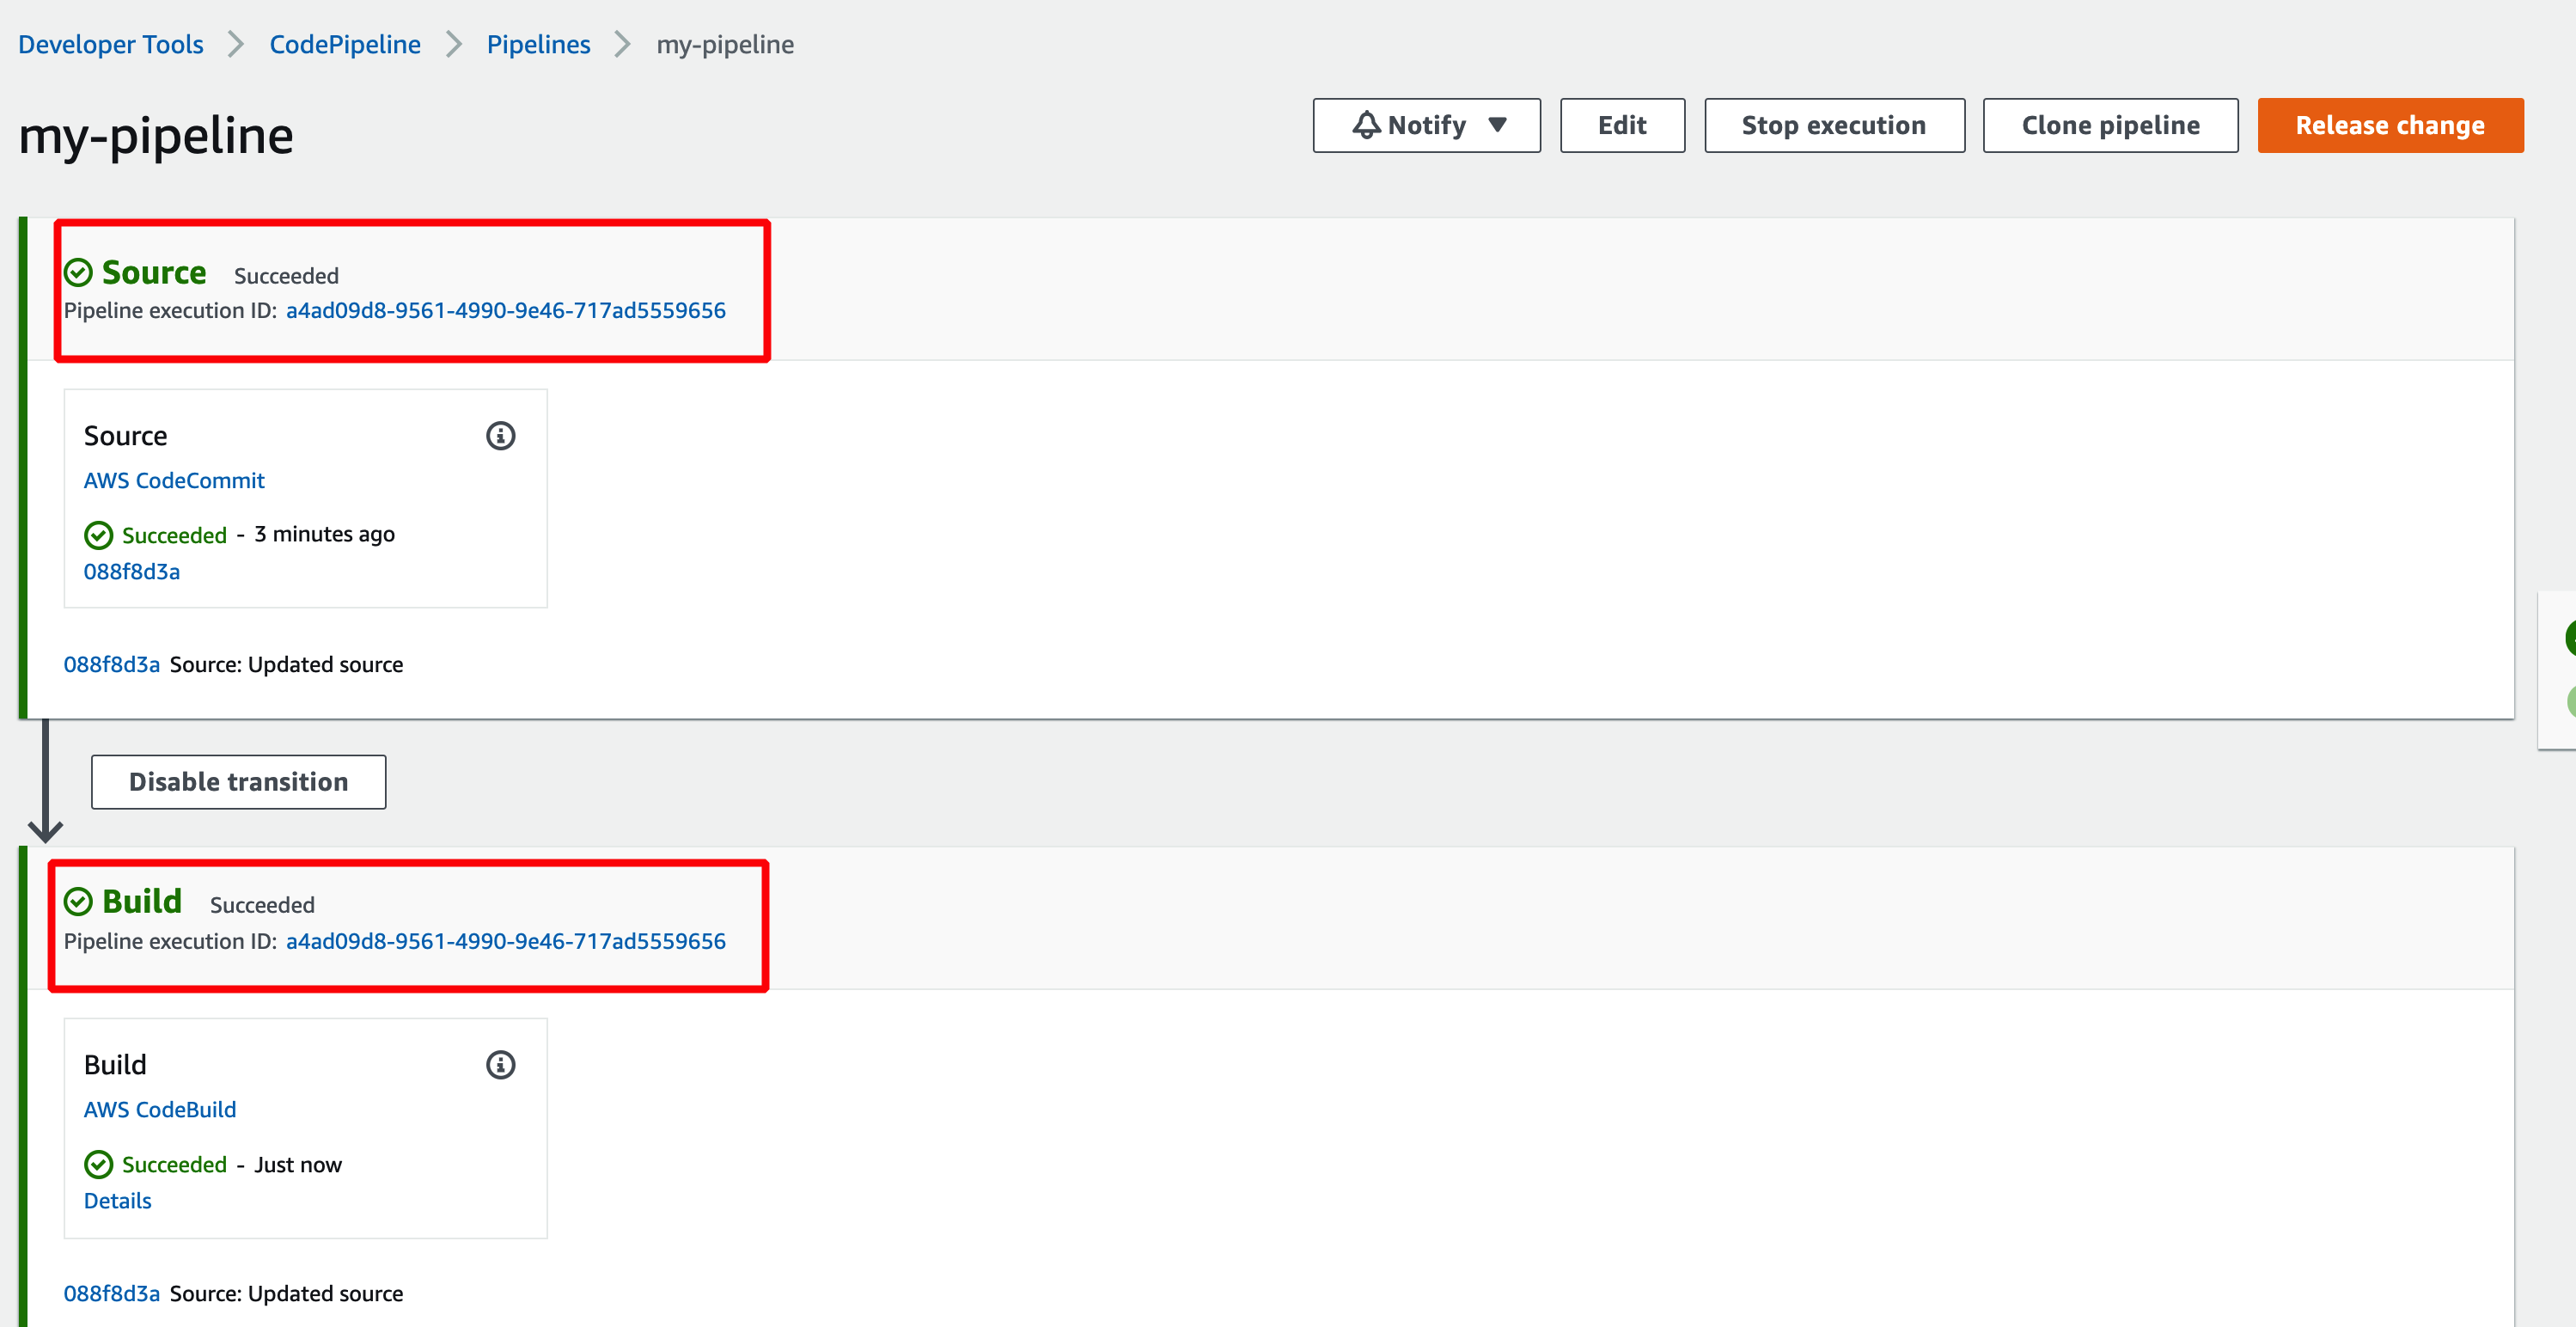 Developer Tools > CodePipeline > Pipelines > my-pipeline
my-pipeline
Notify Edit Stop execution Clone pipeline Release change
Source Succeeded
Pipeline execution ID: a4ad09d8-9561-4990-9e46-717ad5559656
Source
AWS CodeCommit
Succeeded - 3 minutes ago
088f8d3a
088f8d3a Source: Updated source
Disable transition
Build Succeeded
Pipeline execution ID: a4ad09d8-9561-4990-9e46-717ad5559656
Build
AWS CodeBuild
Succeeded - Just now
Details
088f8d3a Source: Updated source